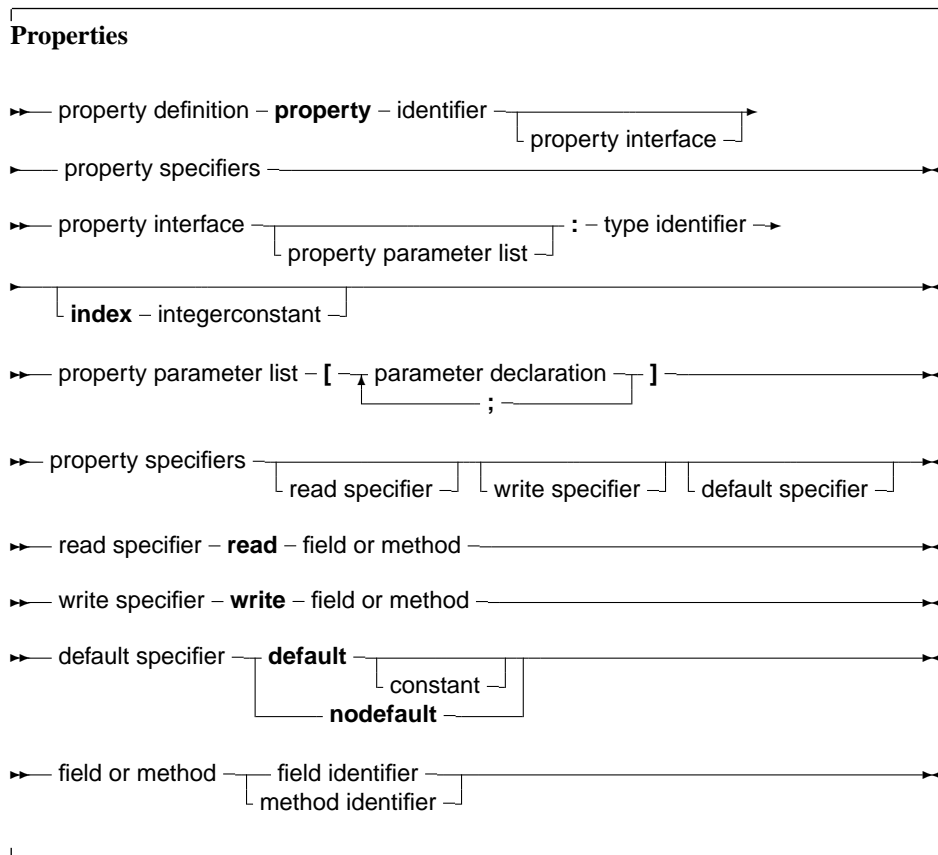 Properties
property definition – property – identifier
property interface
property specifiers
property interface : – type identifier
property parameter list
index – integerconstant
property parameter list – [ parameter declaration ]
;
property specifiers
read specifier write specifier default specifier
read specifier – read – field or method
write specifier – write – field or method
default specifier default
constant
nodefault
field or method field identifier
method identifier